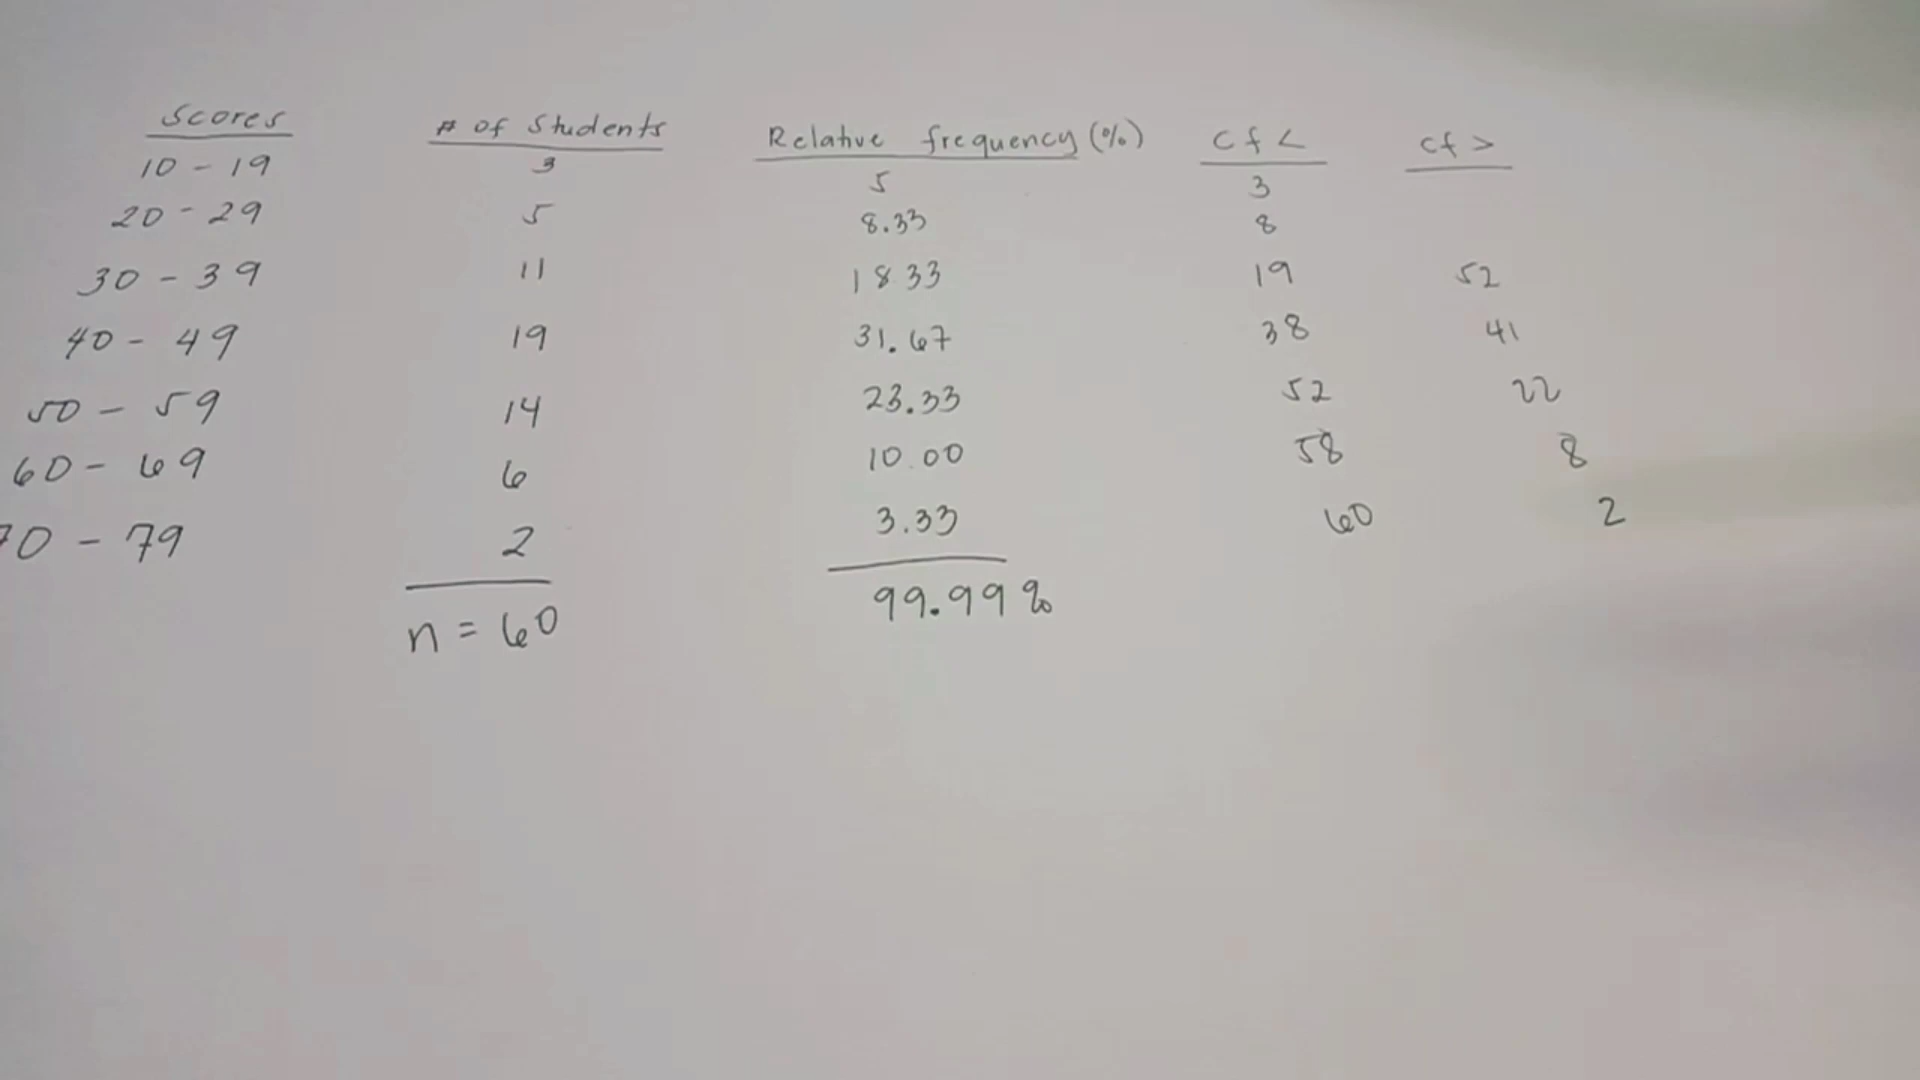 Scores # of Students Relative frequency (%) cf < cf >
10 - 19 3 5 3
20 - 29 5 8.33 8
30 - 39 11 18.33 19 52
40 - 49 19 31.67 38 41
50 - 59 14 23.33 52 22
60 - 69 6 10.00 58 8
70 - 79 2 3.33 60 2
n = 60 99.99 %